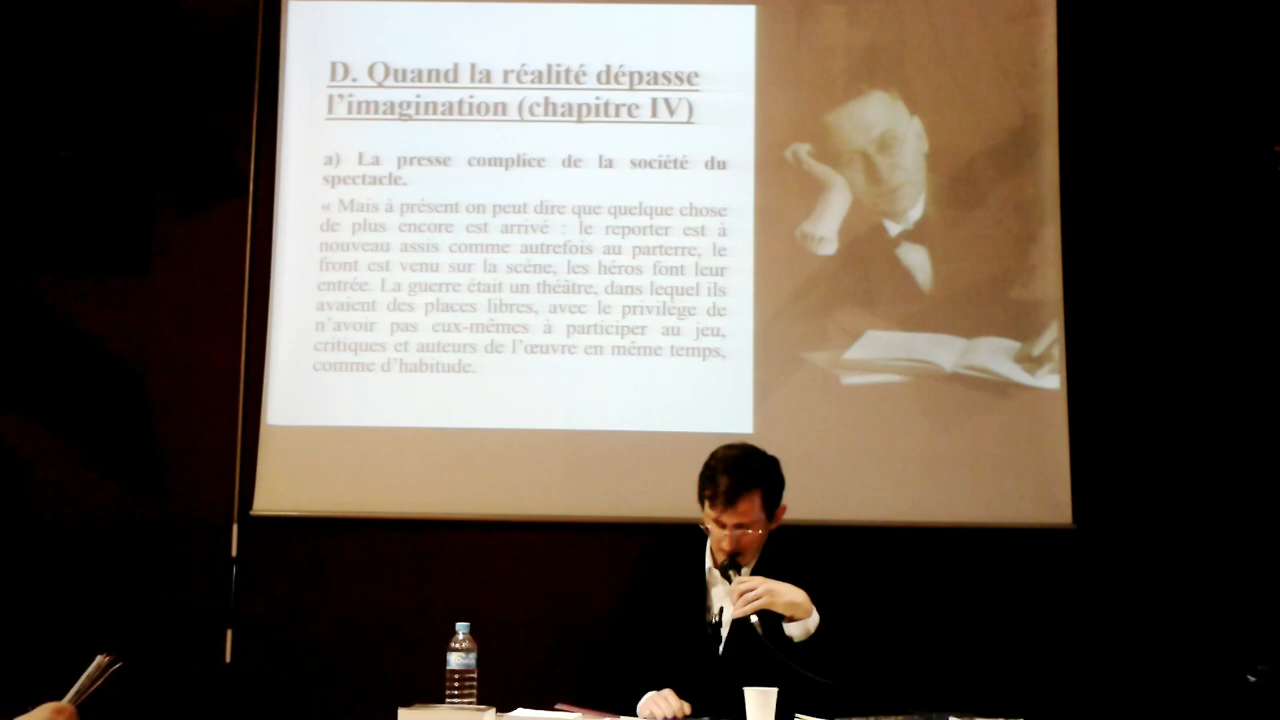 D. Quand la réalité dépasse
l'imagination (chapitre IV)
a) La presse complice de la société du
spectacle.
« Mais à présent on peut dire que quelque chose
de plus encore est arrivé : le reporter est à
nouveau assis comme autrefois au parterre, le
front est venu sur la scène, les héros font leur
entrée. La guerre était un théâtre, dans lequel ils
avaient des places libres, avec le privilège de
n'avoir pas eux-mêmes à participer au jeu,
critiques et auteurs de l'œuvre en même temps,
comme d'habitude.